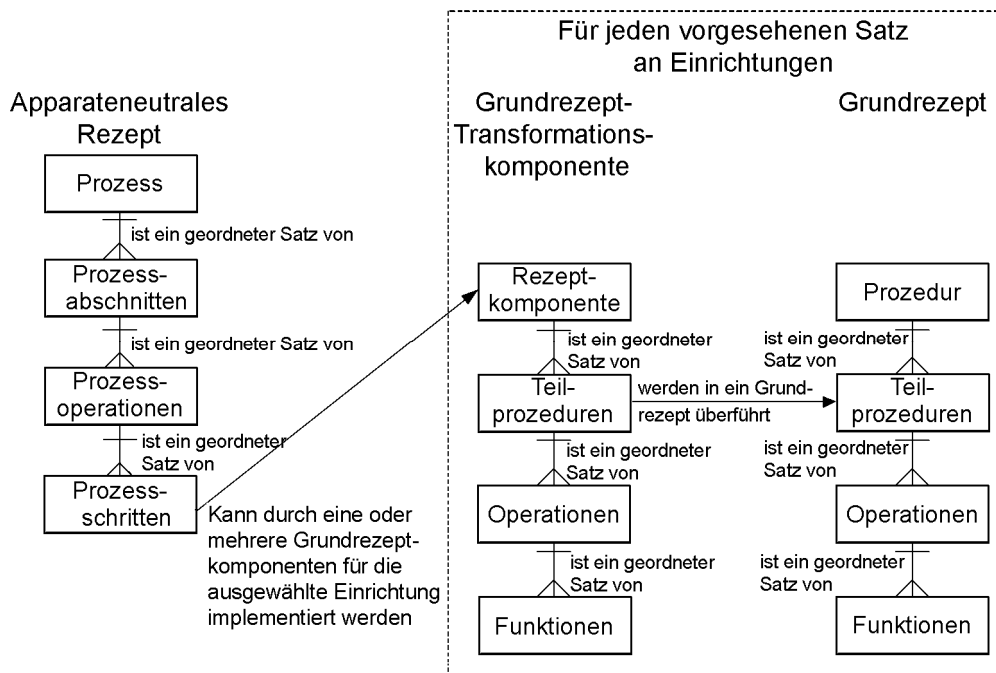 Für jeden vorgesehenen Satz
an Einrichtungen
Apparateneutrales
Rezept
Prozess
ist ein geordneter Satz von
Prozess-
abschnitten
ist ein geordneter Satz von
Prozess-
operationen
ist ein geordneter
Satz von
Prozess-
schritten
Kann durch eine oder
mehrere Grundrezept-
komponenten für die
ausgewählte Einrichtung
implementiert werden
Grundrezept-
Transformations-
komponente
Rezept-
komponente
ist ein geordneter
Satz von
Teil-
prozeduren
werden in ein Grund-
rezept überführt
ist ein geordneter
Satz von
Operationen
ist ein geordneter
Satz von
Funktionen
Grundrezept
Prozedur
ist ein geordneter
Satz von
Teil-
prozeduren
ist ein geordneter
Satz von
Operationen
ist ein geordneter
Satz von
Funktionen